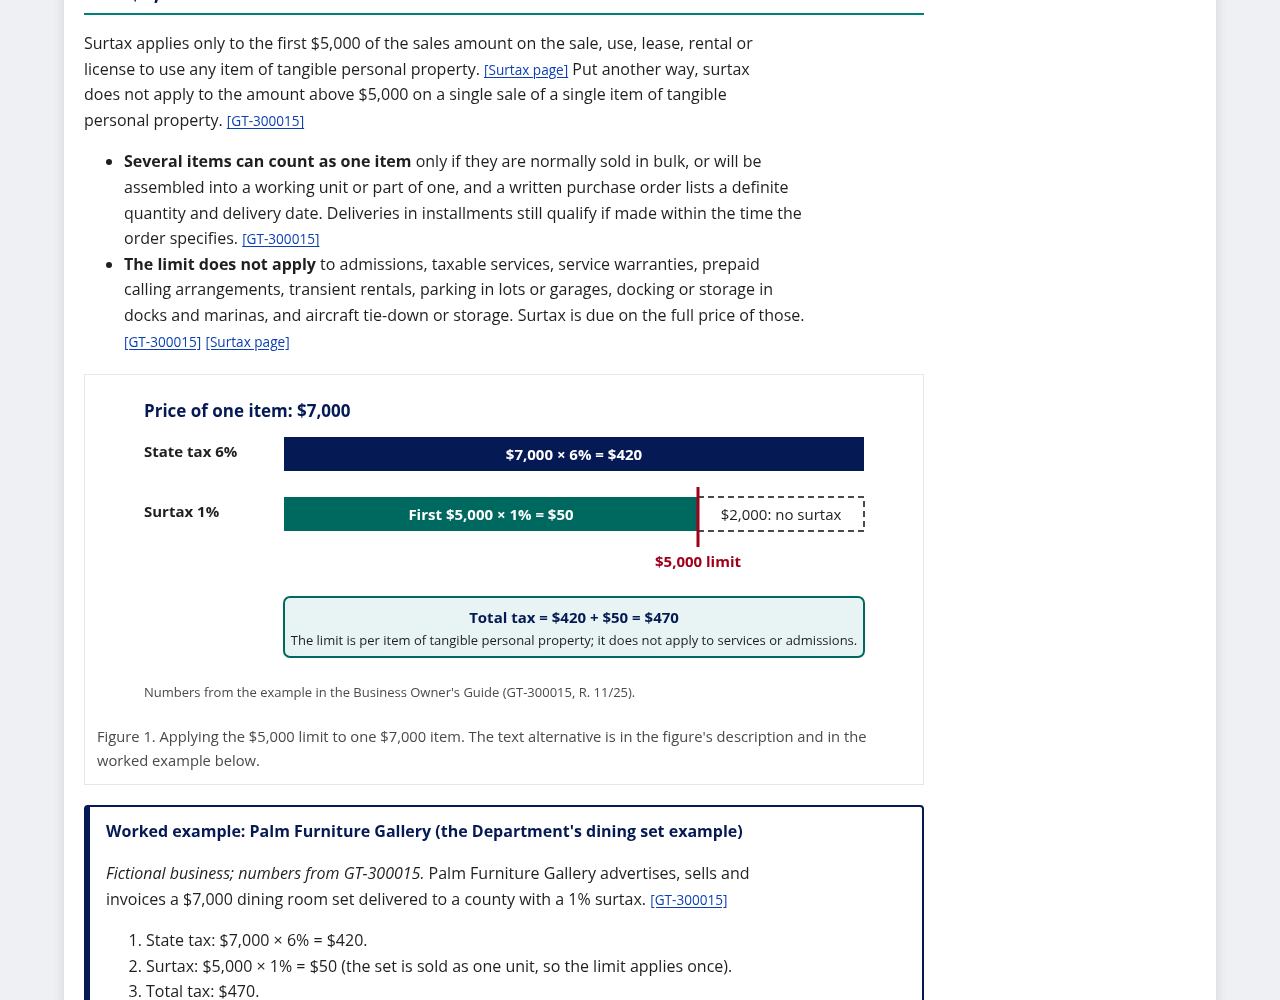 Surtax applies only to the first $5,000 of the sales amount on the sale, use, lease, rental or
license to use any item of tangible personal property. [Surtax page] Put another way, surtax
does not apply to the amount above $5,000 on a single sale of a single item of tangible
personal property. [GT-300015]
• Several items can count as one item only if they are normally sold in bulk, or will be
assembled into a working unit or part of one, and a written purchase order lists a definite
quantity and delivery date. Deliveries in installments still qualify if made within the time the
order specifies. [GT-300015]
• The limit does not apply to admissions, taxable services, service warranties, prepaid
calling arrangements, transient rentals, parking in lots or garages, docking or storage in
docks and marinas, and aircraft tie-down or storage. Surtax is due on the full price of those.
[GT-300015] [Surtax page]
Price of one item: $7,000
State tax 6%
$7,000 × 6% = $420
Surtax 1%
First $5,000 × 1% = $50
$2,000: no surtax
$5,000 limit
Total tax = $420 + $50 = $470
The limit is per item of tangible personal property; it does not apply to services or admissions.
Numbers from the example in the Business Owner's Guide (GT-300015, R. 11/25).
Figure 1. Applying the $5,000 limit to one $7,000 item. The text alternative is in the figure's description and in the
worked example below.
Worked example: Palm Furniture Gallery (the Department's dining set example)
Fictional business; numbers from GT-300015. Palm Furniture Gallery advertises, sells and
invoices a $7,000 dining room set delivered to a county with a 1% surtax. [GT-300015]
1. State tax: $7,000 × 6% = $420.
2. Surtax: $5,000 × 1% = $50 (the set is sold as one unit, so the limit applies once).
3. Total tax: $470.